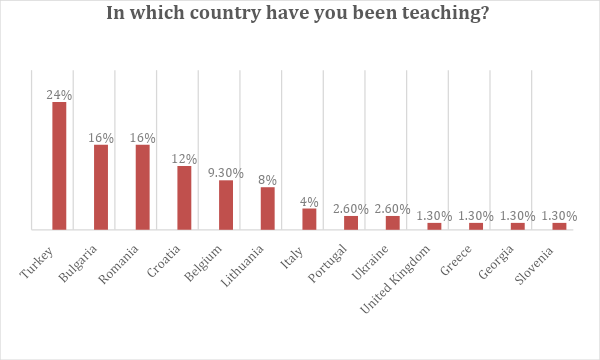 In which country have you been teaching?
24%
16%
16%
12%
9.30%
8%
4%
2.60%
2.60%
1.30%
1.30%
1.30%
1.30%
Turkey
Bulgaria
Romania
Croatia
Belgium
Lithuania
Italy
Portugal
Ukraine
United Kingdom
Greece
Georgia
Slovenia